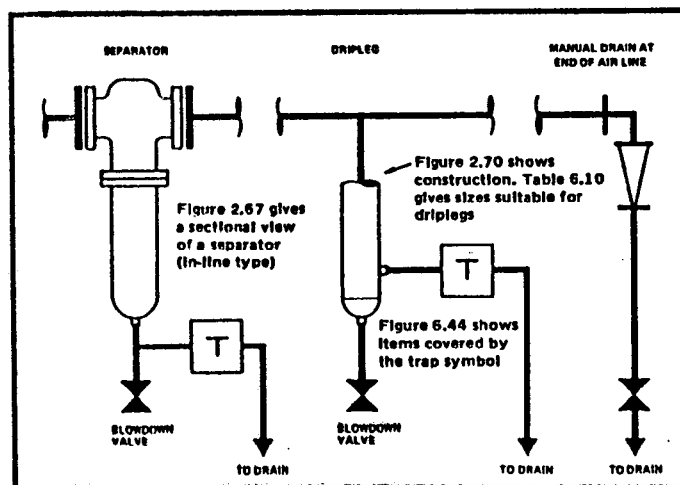 SEPARATOR
DRIPLEG
MANUAL DRAIN AT
END OF AIR LINE
Figure 2.67 gives
a sectional view
of a separator
(in-line type)
Figure 2.70 shows
construction. Table 6.10
gives sizes suitable for
driplegs
T
T
Figure 6.44 shows
items covered by
the trap symbol
BLOWDOWN
VALVE
TO DRAIN
BLOWDOWN
VALVE
TO DRAIN
TO DRAIN